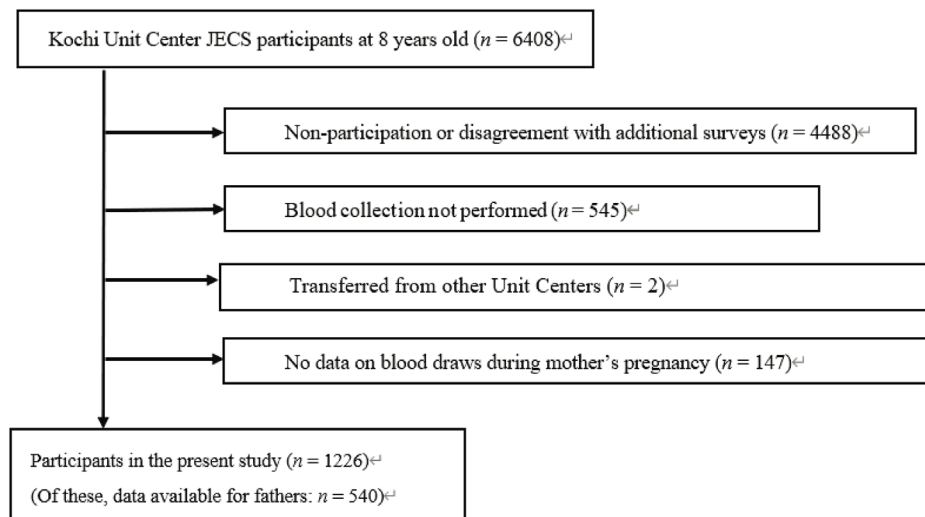 Kochi Unit Center JECS participants at 8 years old (n = 6408)↵
Non-participation or disagreement with additional surveys (n = 4488)↵
Blood collection not performed (n = 545)↵
Transferred from other Unit Centers (n = 2)↵
No data on blood draws during mother’s pregnancy (n = 147)↵
Participants in the present study (n = 1226)↵
(Of these, data available for fathers: n = 540)↵